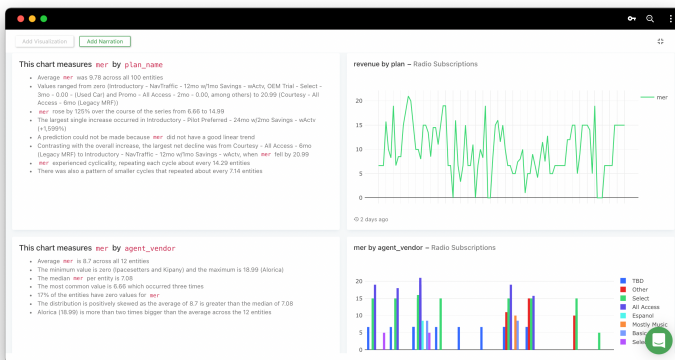 Add Visualization
Add Narration
This chart measures mer by plan_name
Average mer was 9.78 across all 100 entities
Values ranged from zero (Introductory - NavTraffic - 12mo w/1mo Savings - wActv, OEM Trial - Select -
3mo - 0.00 - (Used Car) and Promo - All Access - 2mo - 0.00, among others) to 20.99 (Courtesy - All
Access - 6mo (Legacy MRF))
mer rose by 125% over the course of the series from 6.66 to 14.99
The largest single increase occurred in Introductory - Pilot Preferred - 24mo w/2mo Savings - wActv
(+1,599%)
A prediction could not be made because mer did not have a good linear trend
Contrasting with the overall increase, the largest net decline was from Courtesy - All Access - 6mo
(Legacy MRF) to Introductory - NavTraffic - 12mo w/1mo Savings - wActv, when mer fell by 20.99
mer experienced cyclicality, repeating each cycle about every 14.29 entities
There was also a pattern of smaller cycles that repeated about every 7.14 entities
revenue by plan – Radio Subscriptions
20
15
10
5
0
mer
2 days ago
This chart measures mer by agent_vendor
Average mer is 8.7 across all 12 entities
The minimum value is zero (Ipacesetters and Kipany) and the maximum is 18.99 (Alorica)
The median mer per entity is 7.08
The most common value is 6.66 which occurred three times
17% of the entities have zero values for mer
The distribution is positively skewed as the average of 8.7 is greater than the median of 7.08
Alorica (18.99) is more than two times bigger than the average across the 12 entities
mer by agent_vendor – Radio Subscriptions
20
15
10
5
0
TBD
Other
Select
All Access
Espanol
Mostly Music